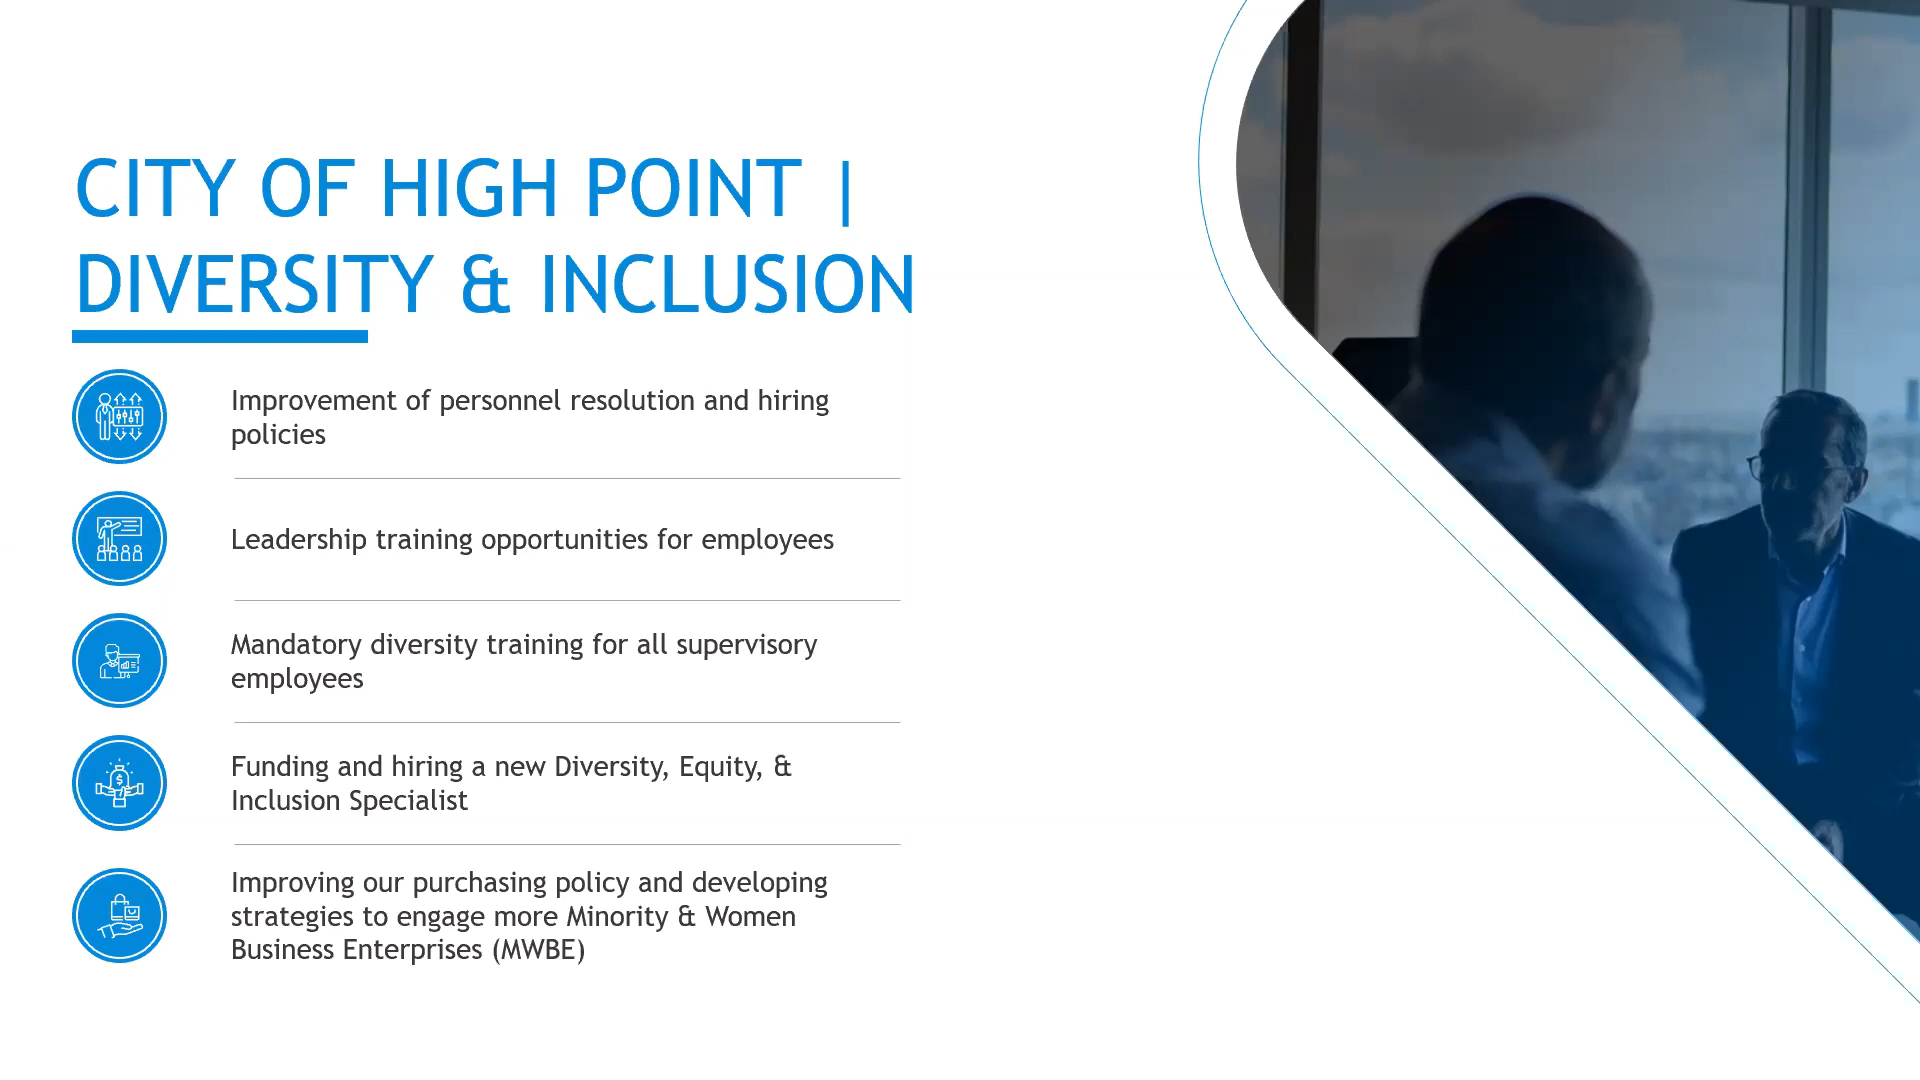 CITY OF HIGH POINT |
DIVERSITY & INCLUSION
Improvement of personnel resolution and hiring
policies
Leadership training opportunities for employees
Mandatory diversity training for all supervisory
employees
Funding and hiring a new Diversity, Equity, &
Inclusion Specialist
Improving our purchasing policy and developing
strategies to engage more Minority & Women
Business Enterprises (MWBE)